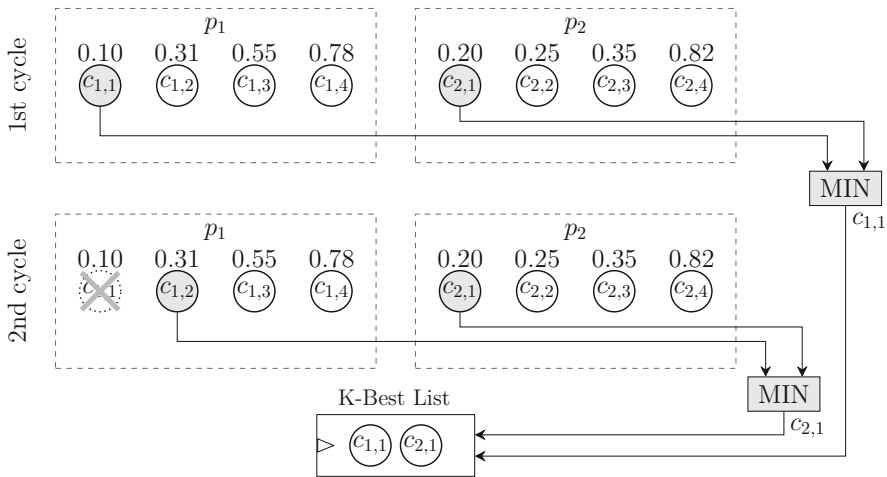 1st cycle
p1 p2
0.10 0.31 0.55 0.78 0.20 0.25 0.35 0.82
c1,1 c1,2 c1,3 c1,4 c2,1 c2,2 c2,3 c2,4
MIN
c1,1
2nd cycle
p1 p2
0.10 0.31 0.55 0.78 0.20 0.25 0.35 0.82
c1,1 c1,2 c1,3 c1,4 c2,1 c2,2 c2,3 c2,4
MIN
c2,1
K-Best List
c1,1 c2,1